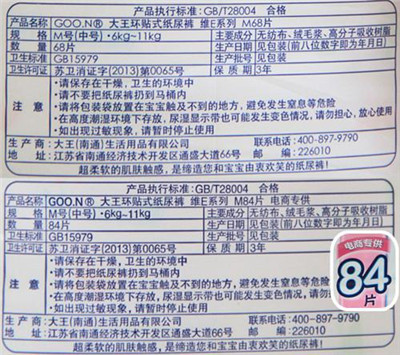 产品执行标准:GB/T28004 合格
品名 GOO.N® 大王环贴式纸尿裤 维E系列 M68片
规格 M号(中号)·6kg~11kg 主要成分 无纺布、绒毛浆、高分子吸收树脂
数量 68片 生产日期 见包装(前八位数字即为年月日)
卫生标准 GB15979 生产批号 见包装
卫生许可证 苏卫消证字(2013)第0065号 保质期 3年
注意
·请保存在干燥,卫生的环境中
·请不要把纸尿裤扔到马桶内
·请将包装袋放置在宝宝触及不到的地方,避免发生窒息等危险
·在高度潮湿环境下存放,尿湿显示带也可能发生变色情况,请勿担心,放心使用
·如出现过敏现象,请暂时停止使用
生产商:大王(南通)生活用品有限公司 联系电话:400-897-9790
地址:江苏省南通经济技术开发区通盛大道66号 邮编:226010
超柔软的肌肤触感,是缔造您和宝宝由衷欢笑的纸尿裤!
产品执行标准:GB/T28004 合格
品名 GOO.N® 大王环贴式纸尿裤 维E系列 M84片 电商专供
规格 M号(中号)·6kg~11kg 主要成分 无纺布、绒毛浆、高分子吸收树脂
数量 84片 生产日期 见包装(前八位数字即为年月日)
卫生标准 GB15979 生产批号 见包装
卫生许可证 苏卫消证字(2013)第0065号 保质期 3年
注意
·请保存在干燥,卫生的环境中
·请不要把纸尿裤扔到马桶内
·请将包装袋放置在宝宝触及不到的地方,避免发生窒息等危险
·在高度潮湿环境下存放,尿湿显示带也可能发生变色情况,请勿
·如出现过敏现象,请暂时停止使用
电商专供
84
片
生产商:大王(南通)生活用品有限公司 联系电话:400-897-9790
地址:江苏省南通经济技术开发区通盛大道66号 邮编:226010
超柔软的肌肤触感,是缔造您和宝宝由衷欢笑的纸尿裤!